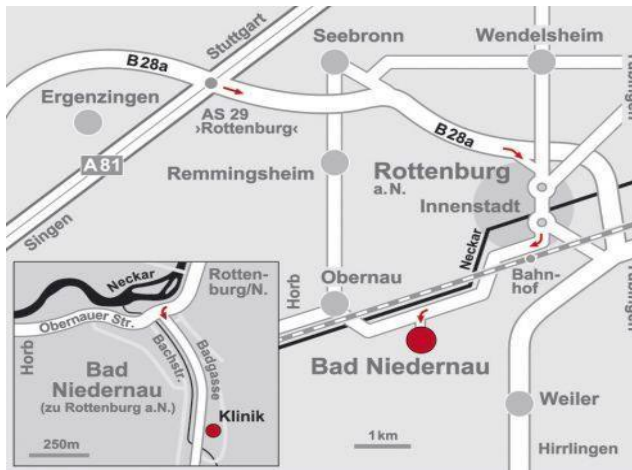 Stuttgart
B 28a
Seebronn
Wendelsheim
Tübingen
Ergenzingen
AS 29
›Rottenburg‹
B 28a
A 81
Remmingsheim
Rottenburg
a.N.
Innenstadt
Singen
Neckar
Bahn-
hof
Horb
Obernau
Tübingen
Bad Niedernau
Weiler
1 km
Hirrlingen
Neckar
Rotten-
burg/N.
Obernauer Str.
Horb
Bachstr.
Badgasse
Bad
Niedernau
(zu Rottenburg a.N.)
Klinik
250m